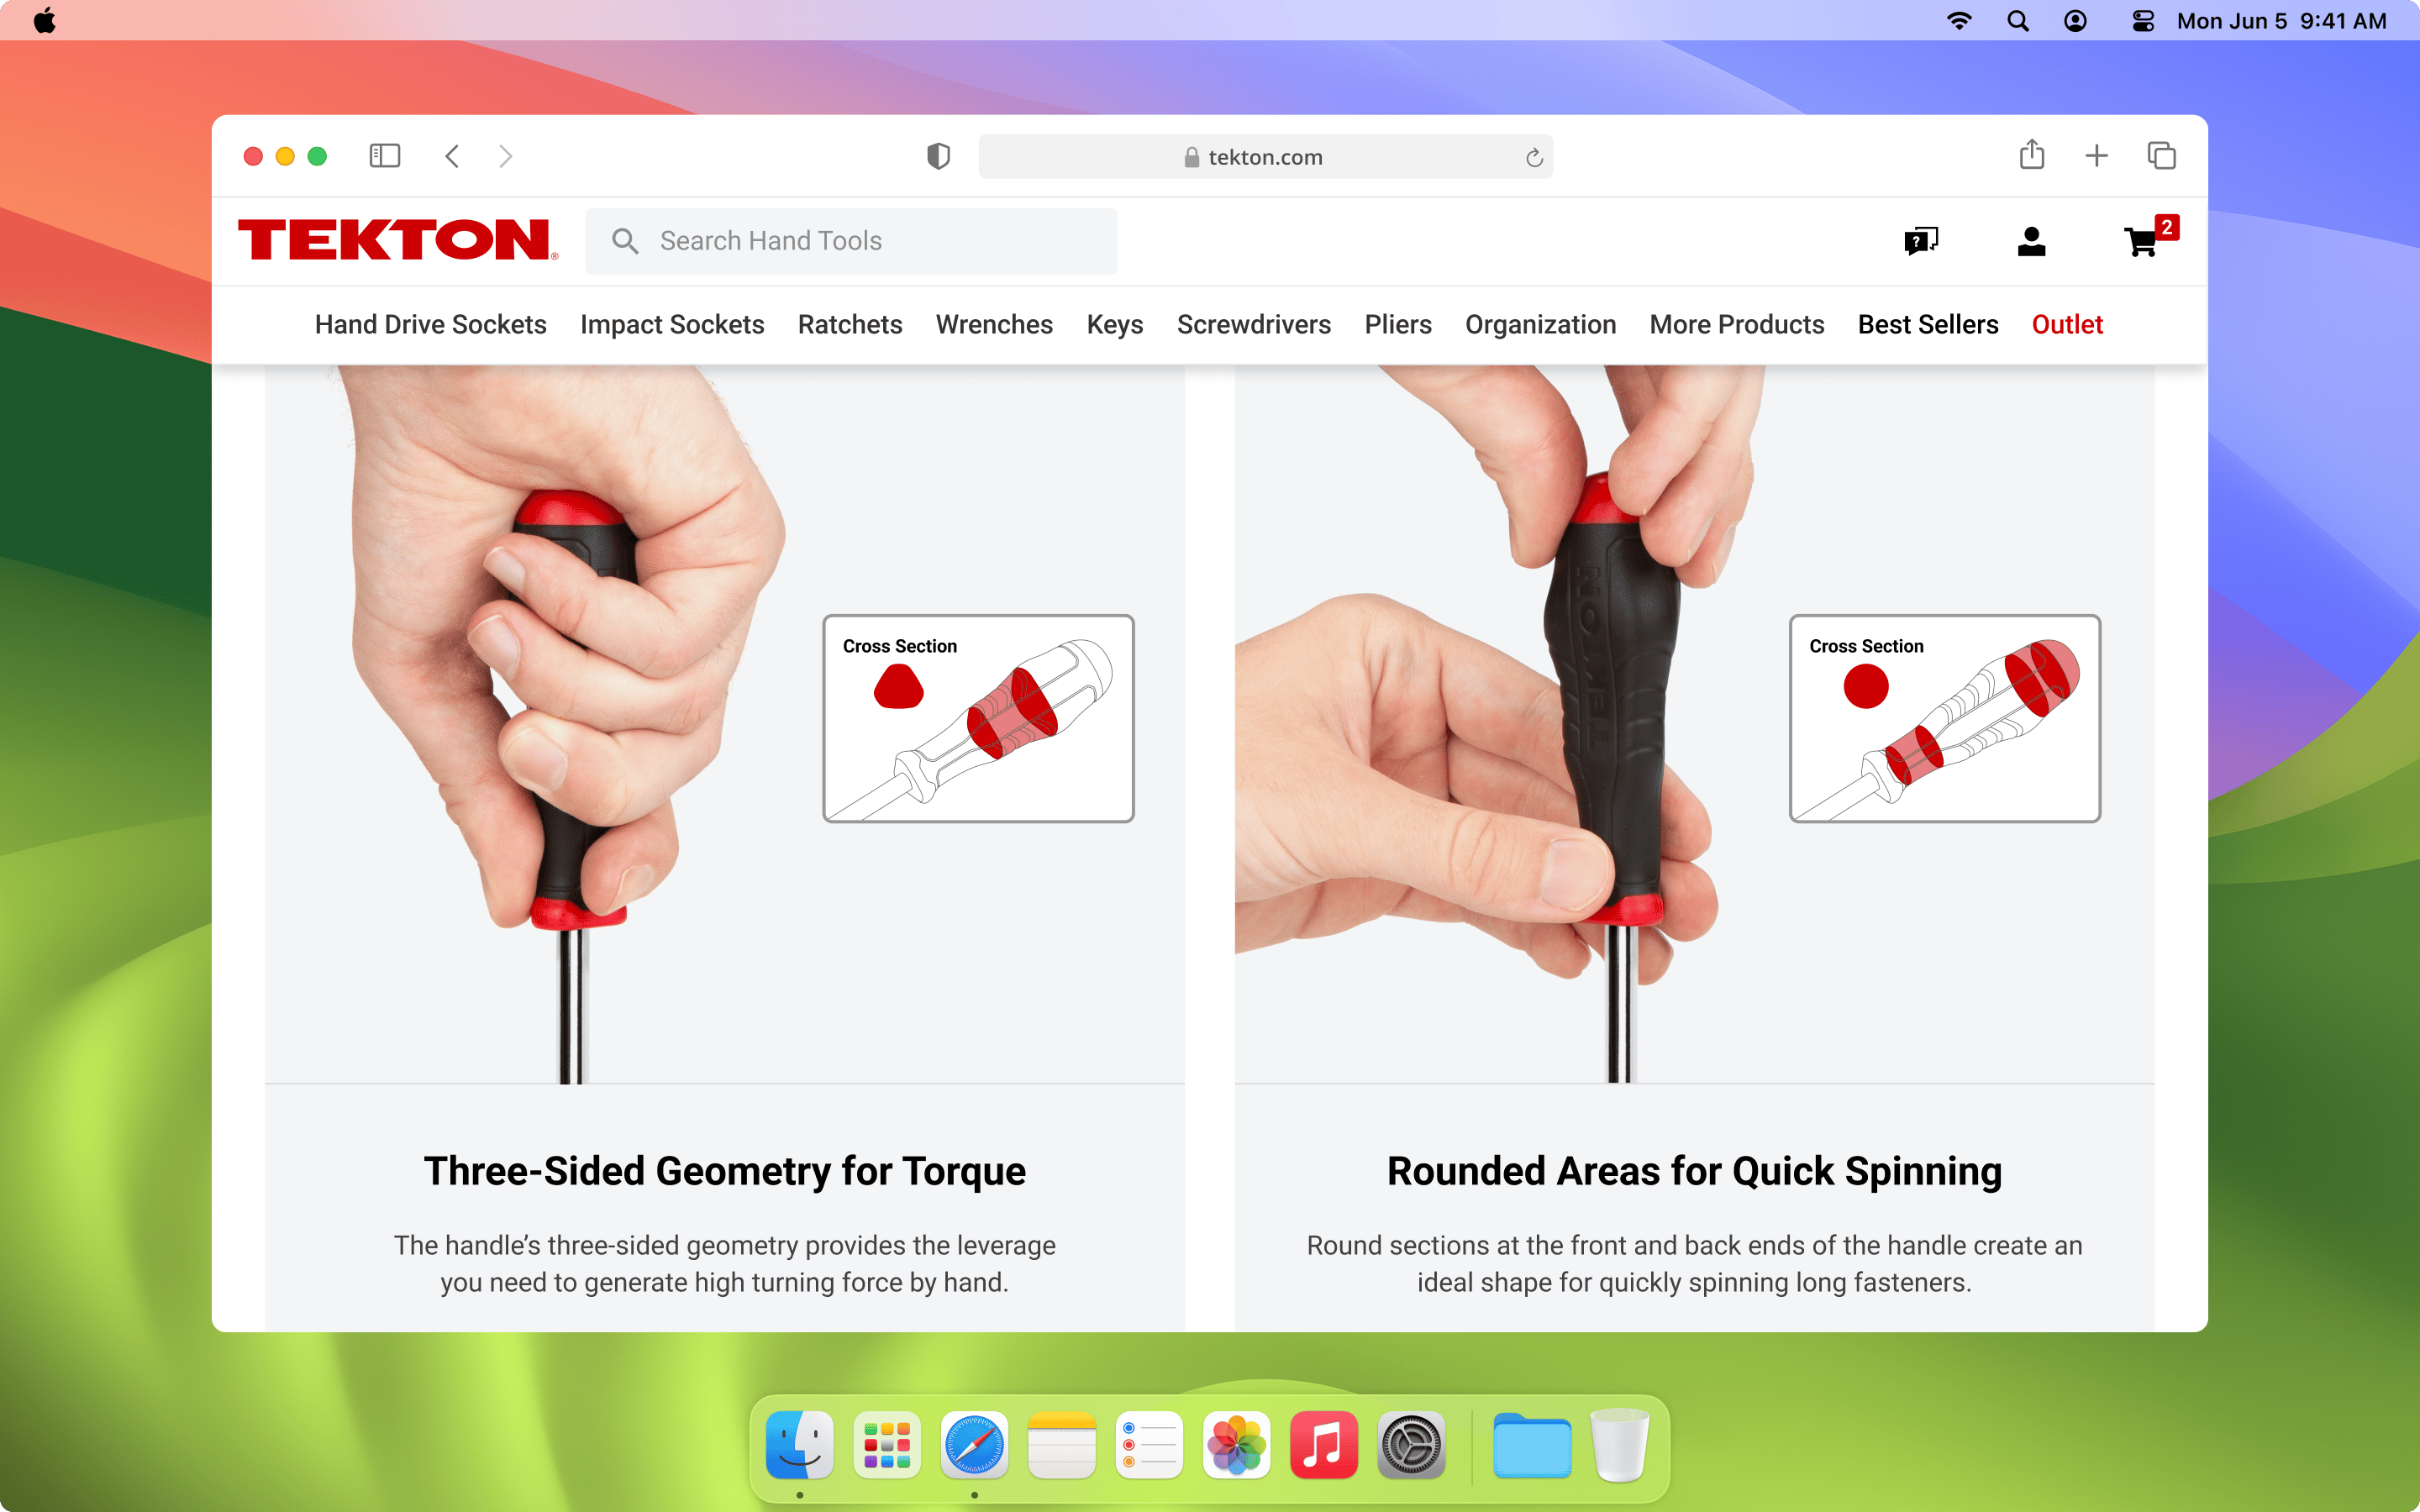 Mon Jun 5 9:41 AM
tekton.com
TEKTON®
Search Hand Tools
?
2
Hand Drive Sockets Impact Sockets Ratchets Wrenches Keys Screwdrivers Pliers Organization More Products Best Sellers Outlet
TEKTON
Cross Section
Cross Section
Three-Sided Geometry for Torque
The handle’s three-sided geometry provides the leverage
you need to generate high turning force by hand.
Rounded Areas for Quick Spinning
Round sections at the front and back ends of the handle create an
ideal shape for quickly spinning long fasteners.